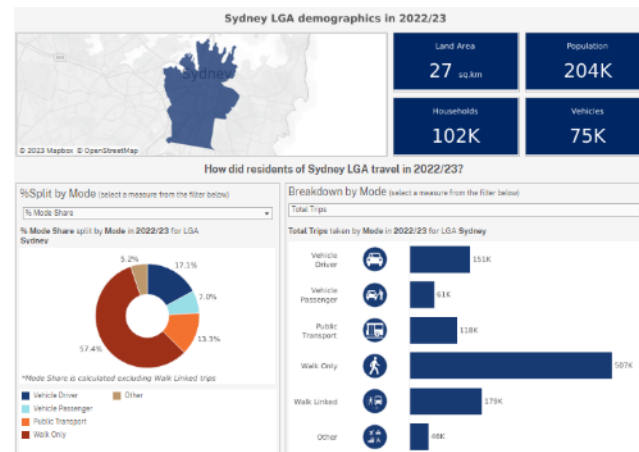 Sydney LGA demographics in 2022/23
Sydney
© 2023 Mapbox © OpenStreetMap
Land Area
27 sq.km
Population
204K
Households
102K
Vehicles
75K
How did residents of Sydney LGA travel in 2022/23?
%Split by Mode (select a measure from the filter below)
% Mode Share
% Mode Share split by Mode in 2022/23 for LGA
Sydney
5.2%
17.1%
7.0%
13.3%
57.4%
*Mode Share is calculated excluding Walk Linked trips
Vehicle Driver
Other
Vehicle Passenger
Public Transport
Walk Only
Breakdown by Mode (select a measure from the filter below)
Total Trips
Total Trips taken by Mode in 2022/23 for LGA Sydney
Vehicle
Driver
151K
Vehicle
Passenger
61K
Public
Transport
118K
Walk Only
507K
Walk Linked
179K
Other
46K